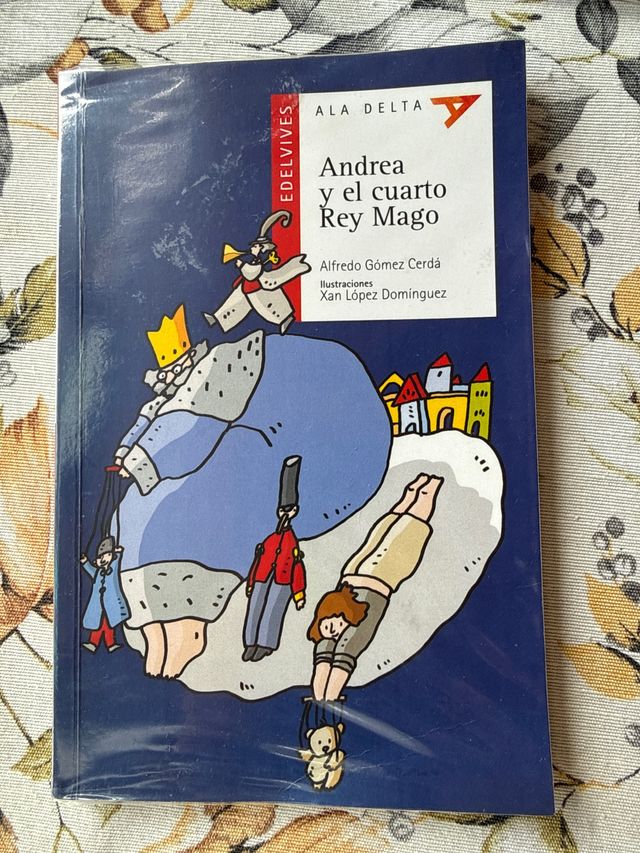 EDELVIVES
ALA DELTA
Andrea
y el cuarto
Rey Mago
Alfredo Gómez Cerdá
Ilustraciones
Xan López Domínguez